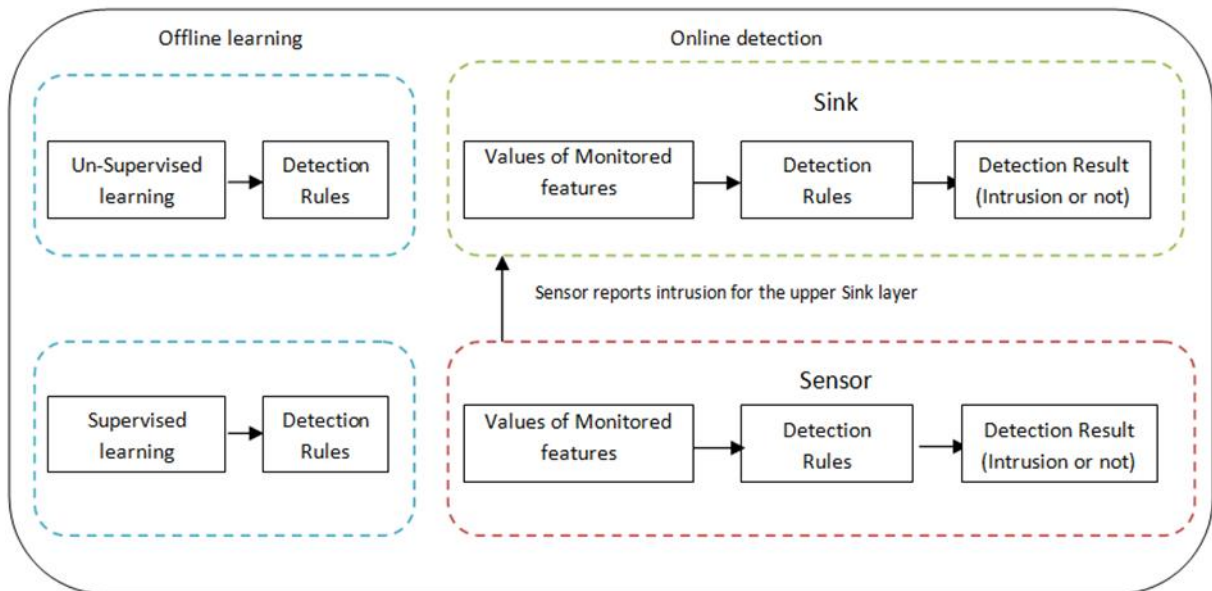 Offline learning
Online detection
Un-Supervised
learning
Detection
Rules
Sink
Values of Monitored
features
Detection
Rules
Detection Result
(Intrusion or not)
Sensor reports intrusion for the upper Sink layer
Supervised
learning
Detection
Rules
Sensor
Values of Monitored
features
Detection
Rules
Detection Result
(Intrusion or not)